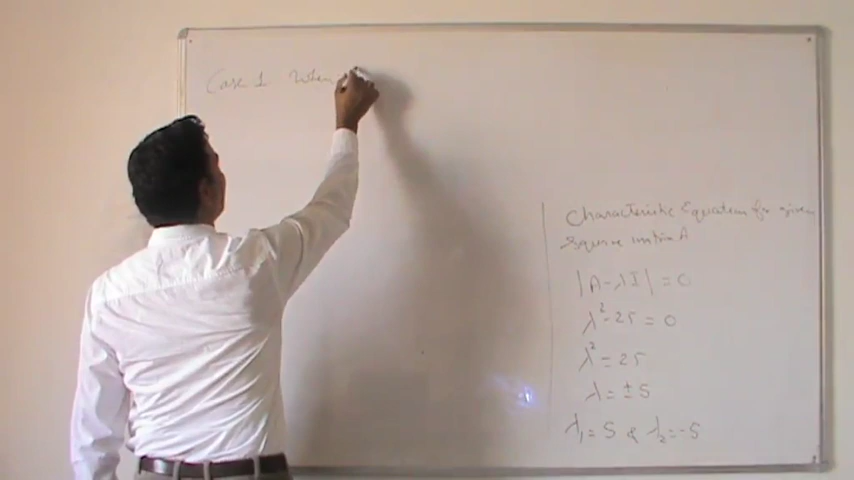 Case 1 When
Characteristic Equation for given
square matrix A
|A-λI| = 0
λ²-25 = 0
λ² = 25
λ = ±5
λ₁ = 5 & λ₂ = -5